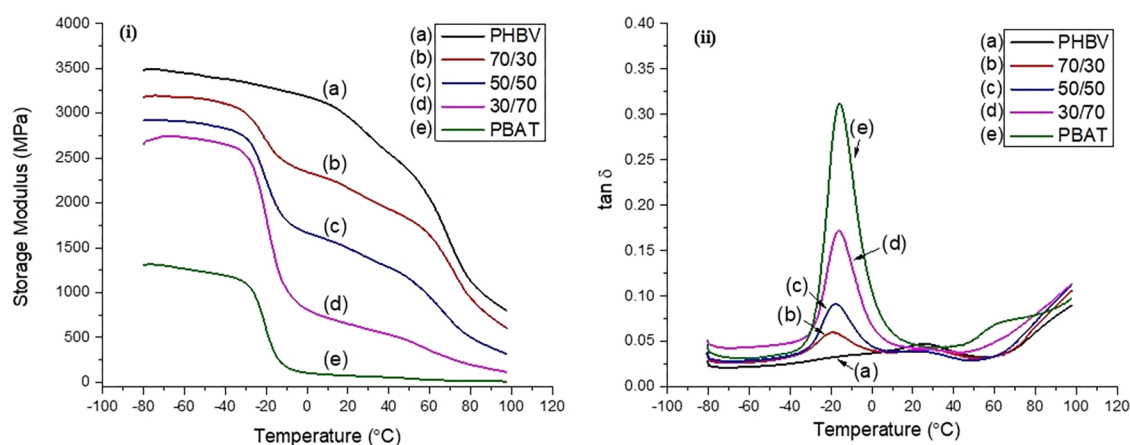 (i)
(a) PHBV
(b) 70/30
(c) 50/50
(d) 30/70
(e) PBAT
(a)
(b)
(c)
(d)
(e)
4000
3500
3000
2500
2000
1500
1000
500
0
Storage Modulus (MPa)
-100 -80 -60 -40 -20 0 20 40 60 80 100 120
Temperature (°C)
(ii)
(a) PHBV
(b) 70/30
(c) 50/50
(d) 30/70
(e) PBAT
(e)
(d)
(c)
(b)
(a)
0.40
0.35
0.30
0.25
0.20
0.15
0.10
0.05
0.00
tan δ
-100 -80 -60 -40 -20 0 20 40 60 80 100 120
Temperature (°C)